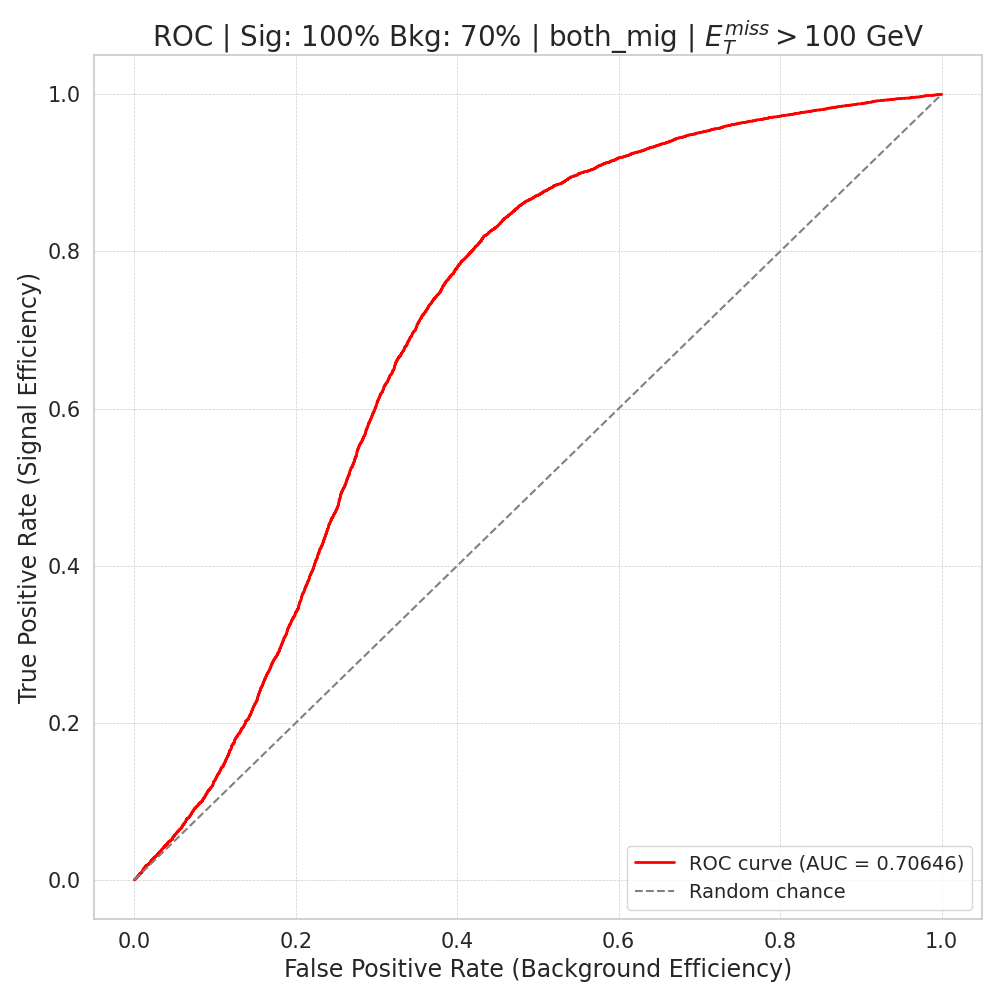 ROC | Sig: 100% Bkg: 70% | both_mig | $E_T^{miss} > 100$ GeV
True Positive Rate (Signal Efficiency)
1.0
0.8
0.6
0.4
0.2
0.0
ROC curve (AUC = 0.70646)
Random chance
0.0 0.2 0.4 0.6 0.8 1.0
False Positive Rate (Background Efficiency)